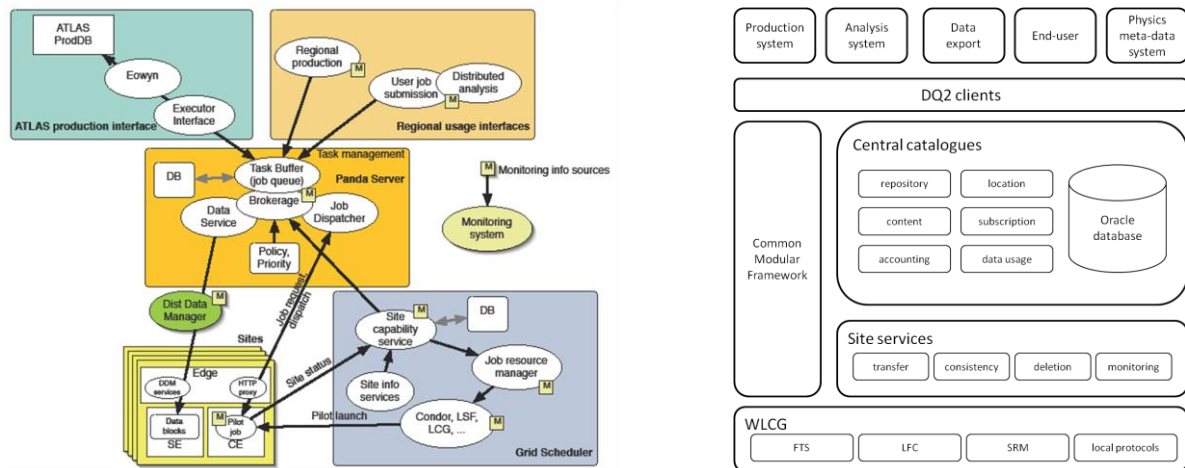 ATLAS
ProdDB
Eowyn
Executor
Interface
ATLAS production interface
Regional
production
M
User job
submission
M
Distributed
analysis
Regional usage interfaces
Task management
Task Buffer
(job queue)
Panda Server
DB
Brokerage
M
Data
Service
Job
Dispatcher
Policy,
Priority
M
Monitoring info sources
Monitoring
system
Dist Data
Manager
M
Job request,
dispatch
Sites
Edge
DDM
services
HTTP
proxy
Data
blocks
SE
M
Pilot
job
CE
Site status
Pilot launch
Site
capability
service
M
DB
Job resource
manager
M
Site info
services
Condor, LSF,
LCG, ...
M
Grid Scheduler
Production
system
Analysis
system
Data
export
End-user
Physics
meta-data
system
DQ2 clients
Common
Modular
Framework
Central catalogues
repository
location
content
subscription
accounting
data usage
Oracle
database
Site services
transfer
consistency
deletion
monitoring
WLCG
FTS
LFC
SRM
local protocols